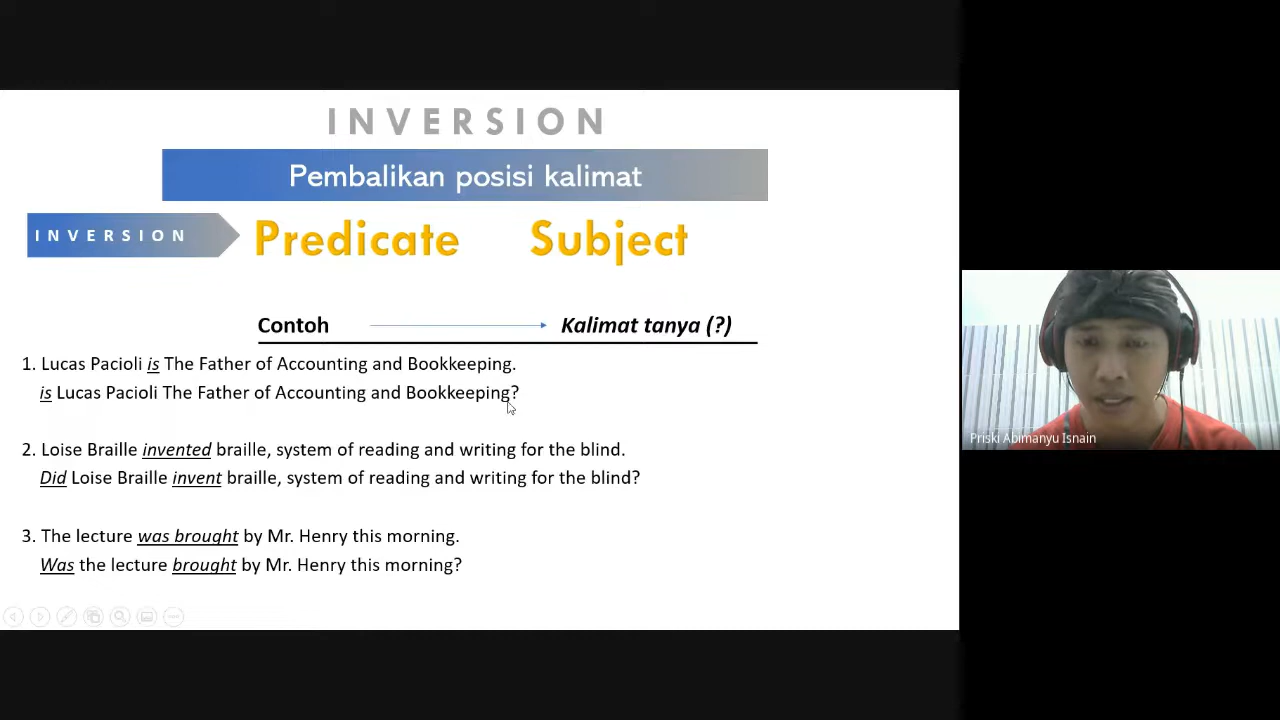 INVERSION
Pembalikan posisi kalimat
INVERSION
Predicate Subject
Contoh Kalimat tanya (?)
1. Lucas Pacioli is The Father of Accounting and Bookkeeping.
is Lucas Pacioli The Father of Accounting and Bookkeeping?
2. Loise Braille invented braille, system of reading and writing for the blind.
Did Loise Braille invent braille, system of reading and writing for the blind?
3. The lecture was brought by Mr. Henry this morning.
Was the lecture brought by Mr. Henry this morning?
Priski Abimanyu Isnain